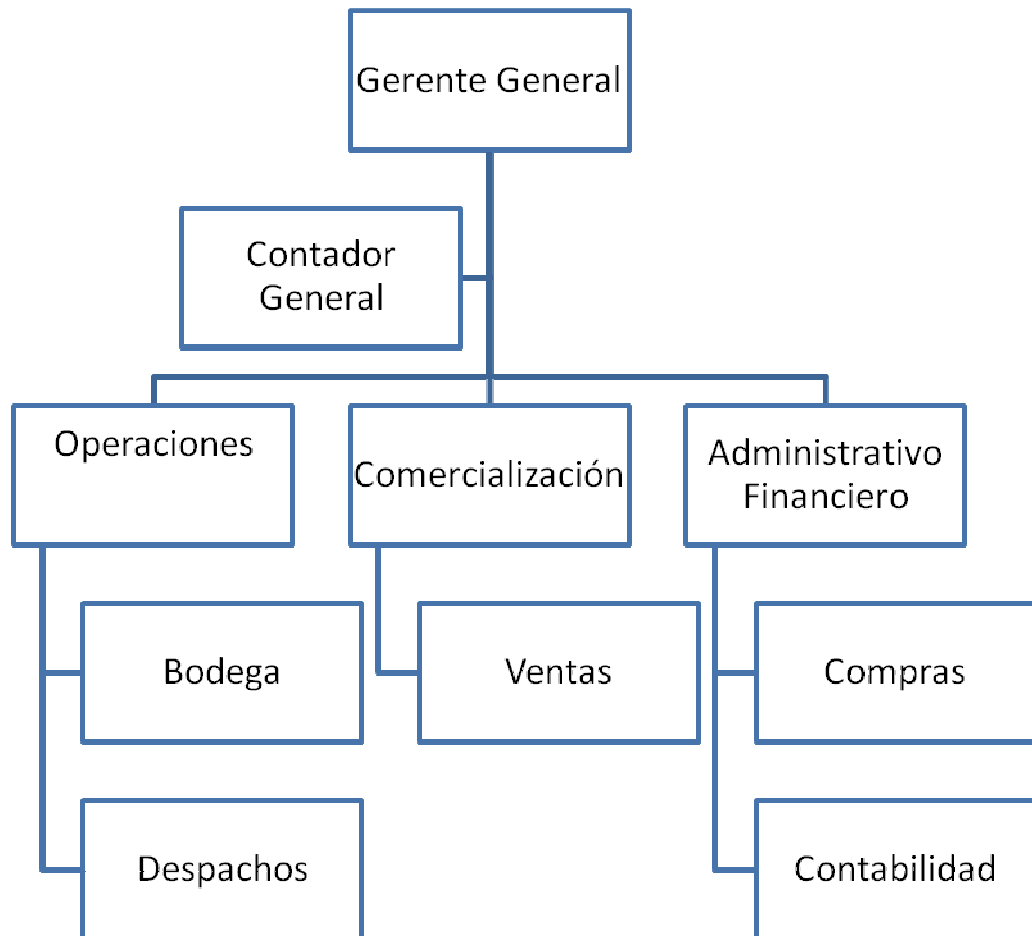 Gerente General
Contador
General
Operaciones
Comercialización
Administrativo
Financiero
Bodega
Ventas
Compras
Despachos
Contabilidad